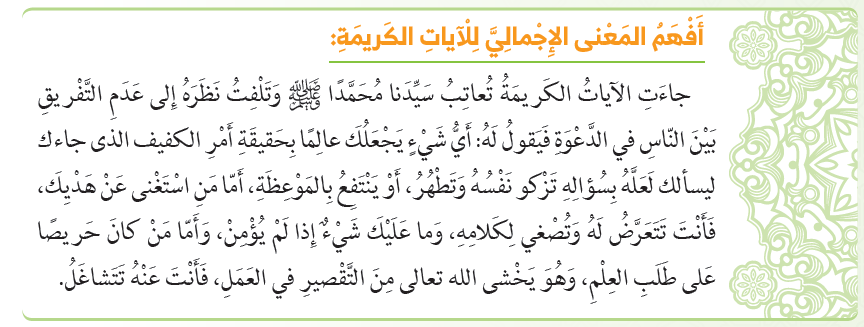 أَفْهَمُ المَعْنى الإِجْمالِيَّ لِلْآياتِ الكَريمَةِ:
جاءَتِ الآياتُ الكَريمَةُ تُعاتِبُ سَيِّدَنا مُحَمَّدًا ﷺ وَتَلْفِتُ نَظَرَهُ إِلى عَدَمِ التَّفْريقِ
بَيْنَ النّاسِ في الدَّعْوَةِ فَيَقولُ لَهُ: أَيُّ شَيْءٍ يَجْعَلُكَ عالِمًا بِحَقيقَةِ أَمْرِ الكفيف الذى جاءك
ليسألك لَعَلَّهُ بِسُؤالِهِ تَزْكو نَفْسُهُ وَتَطْهُرُ، أَوْ يَنْتَفِعُ بِالمَوْعِظَةِ، أَمّا مَنِ اسْتَغْنى عَنْ هَدْيِكَ،
فَأَنْتَ تَتَعَرَّضُ لَهُ وَتُصْغي لِكَلامِهِ، وَما عَلَيْكَ شَيْءٌ إِذا لَمْ يُؤْمِنْ، وَأَمّا مَنْ كانَ حَريصًا
عَلى طَلَبِ العِلْمِ، وَهُوَ يَخْشى الله تعالى مِنَ التَّقْصيرِ في العَمَلِ، فَأَنْتَ عَنْهُ تَتَشاغَلُ.